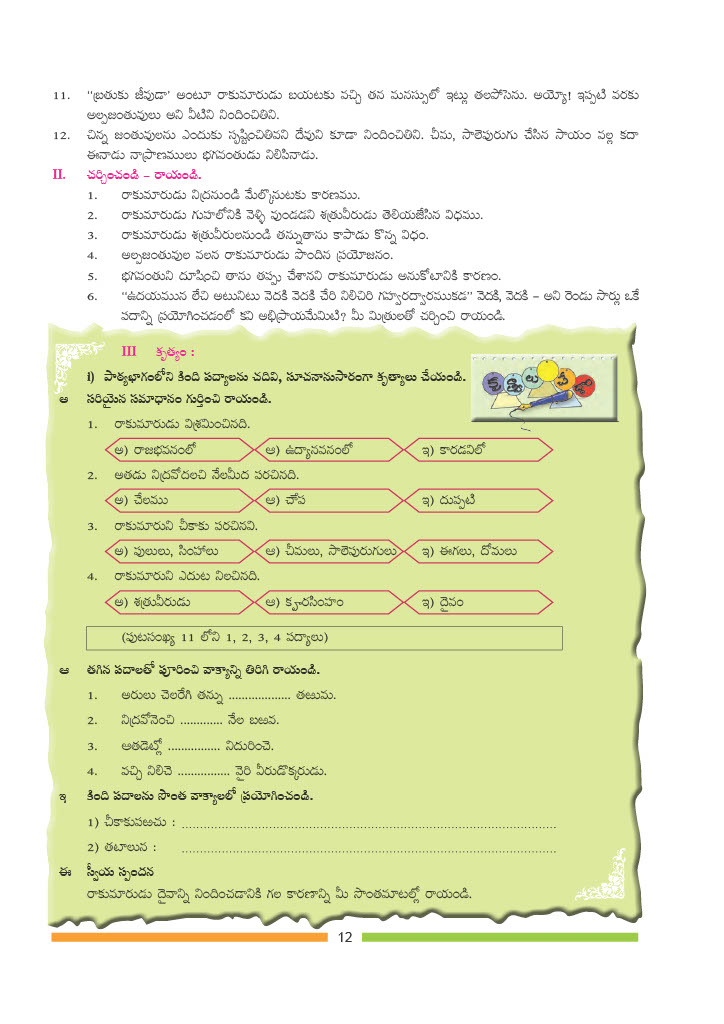 11. “బ్రతుకు జీవుడా’ అంటూ రాకుమారుడు బయటకు వచ్చి తన మనస్సులో ఇట్లు తలపోసెను. అయ్యో! ఇప్పటి వరకు
అల్పజంతువులు అని వీటిని నిందించితిని.
12. చిన్న జంతువులను ఎందుకు సృష్టించితివని దేవుని కూడా నిందించితిని. చీమ, సాలెపురుగు చేసిన సాయం వల్ల కదా
ఈనాడు నాప్రాణములు భగవంతుడు నిలిపినాడు.
II. చర్చించండి - రాయండి.
1. రాకుమారుడు నిద్రనుండి మేల్కొనుటకు కారణము.
2. రాకుమారుడు గుహలోనికి వెళ్ళి వుండడని శత్రువీరుడు తెలియజేసిన విధము.
3. రాకుమారుడు శత్రువీరులనుండి తన్నుతాను కాపాడు కొన్న విధం.
4. అల్పజంతువుల వలన రాకుమారుడు పొందిన ప్రయోజనం.
5. భగవంతుని దూషించి తాను తప్పు చేశానని రాకుమారుడు అనుకోటానికి కారణం.
6. “ఉదయమున లేచి అటునిటు వెదకి వెదకి చేరి నిలిచిరి గహ్వరద్వారముకడ” వెదకి, వెదకి - అని రెండు సార్లు ఒకే
పదాన్ని ప్రయోగించడంలో కవి అభిప్రాయమేమిటి? మీ మిత్రులతో చర్చించి రాయండి.
III కృత్యం :
కృత్యాలు
i) పాఠ్యభాగంలోని కింది పద్యాలను చదివి, సూచనానుసారంగా కృత్యాలు చేయండి.
అ సరియైన సమాధానం గుర్తించి రాయండి.
1. రాకుమారుడు విశ్రమించినది.
అ) రాజభవనంలో ఆ) ఉద్యానవనంలో ఇ) కారడవిలో
2. అతడు నిద్రవోదలచి నేలమీద పరచినది.
అ) చేలము ఆ) చాప ఇ) దుప్పటి
3. రాకుమారుని చీకాకు పరచినవి.
అ) పులులు, సింహాలు ఆ) చీమలు, సాలెపురుగులు ఇ) ఈగలు, దోమలు
4. రాకుమారుని ఎదుట నిలచినది.
అ) శత్రువీరుడు ఆ) క్రూరసింహం ఇ) దైవం
(పుటసంఖ్య 11 లోని 1, 2, 3, 4 పద్యాలు)
ఆ తగిన పదాలతో పూరించి వాక్యాన్ని తిరిగి రాయండి.
1. అరులు చెలరేగి తన్ను ................... తఱుమ.
2. నిద్రవోనెంచి ............. నేల బఱవ.
3. అతడెట్లో ................ నిదురించె.
4. వచ్చి నిలిచె ................ వైరి వీరుడొక్కరుడు.
ఇ కింది పదాలను సొంత వాక్యాలలో ప్రయోగించండి.
1) చీకాకుపఱచు : ........................................................................
2) తటాలున : ........................................................................
ఈ స్వీయ స్పందన
రాకుమారుడు దైవాన్ని నిందించడానికి గల కారణాన్ని మీ సొంతమాటల్లో రాయండి.
12